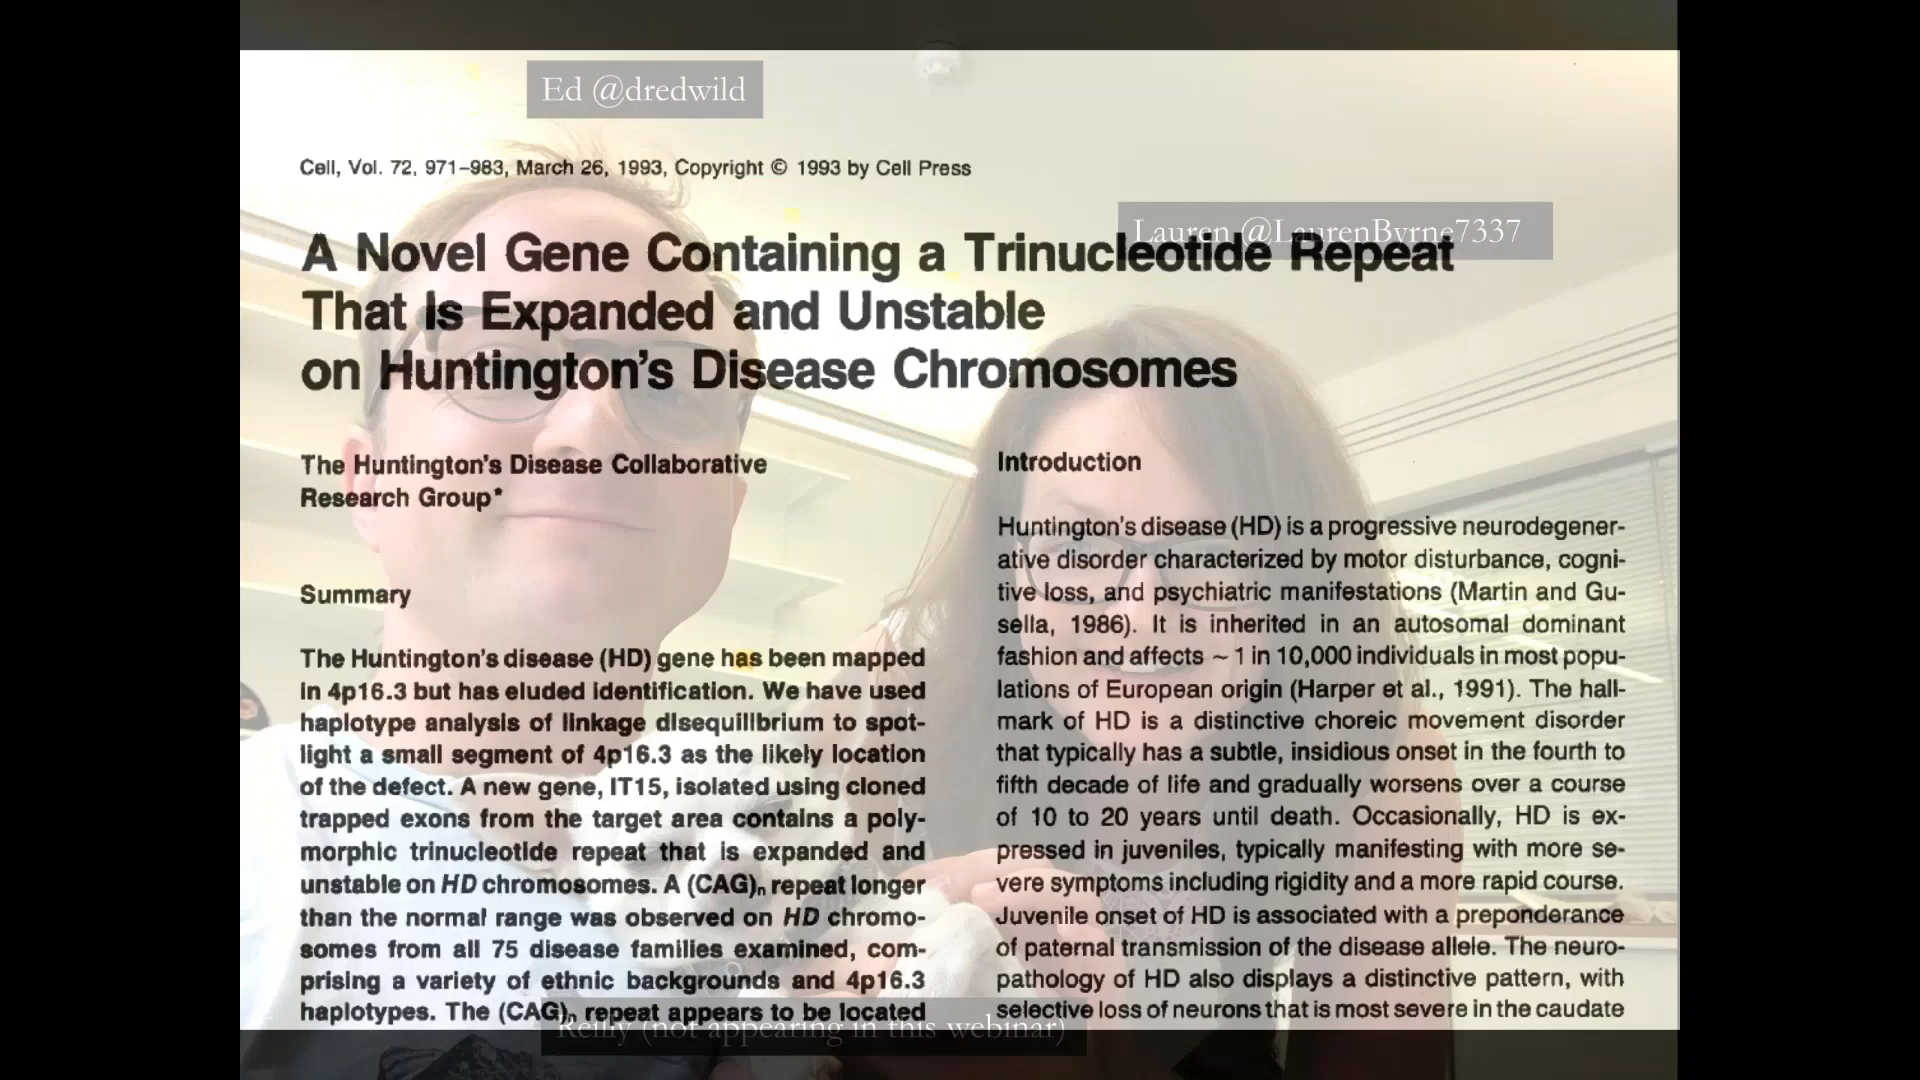 Ed @dredwild
Cell, Vol. 72, 971–983, March 26, 1993, Copyright © 1993 by Cell Press
Lauren @LaurenByrne7337
A Novel Gene Containing a Trinucleotide Repeat
That Is Expanded and Unstable
on Huntington's Disease Chromosomes
The Huntington's Disease Collaborative
Research Group*
Summary
The Huntington's disease (HD) gene has been mapped
in 4p16.3 but has eluded identification. We have used
haplotype analysis of linkage disequilibrium to spot-
light a small segment of 4p16.3 as the likely location
of the defect. A new gene, IT15, isolated using cloned
trapped exons from the target area contains a poly-
morphic trinucleotide repeat that is expanded and
unstable on HD chromosomes. A (CAG)n repeat longer
than the normal range was observed on HD chromo-
somes from all 75 disease families examined, com-
prising a variety of ethnic backgrounds and 4p16.3
haplotypes. The (CAG)n repeat appears to be located
Introduction
Huntington's disease (HD) is a progressive neurodegener-
ative disorder characterized by motor disturbance, cogni-
tive loss, and psychiatric manifestations (Martin and Gu-
sella, 1986). It is inherited in an autosomal dominant
fashion and affects ~1 in 10,000 individuals in most popu-
lations of European origin (Harper et al., 1991). The hall-
mark of HD is a distinctive choreic movement disorder
that typically has a subtle, insidious onset in the fourth to
fifth decade of life and gradually worsens over a course
of 10 to 20 years until death. Occasionally, HD is ex-
pressed in juveniles, typically manifesting with more se-
vere symptoms including rigidity and a more rapid course.
Juvenile onset of HD is associated with a preponderance
of paternal transmission of the disease allele. The neuro-
pathology of HD also displays a distinctive pattern, with
selective loss of neurons that is most severe in the caudate
Reilly (not appearing in this webinar)